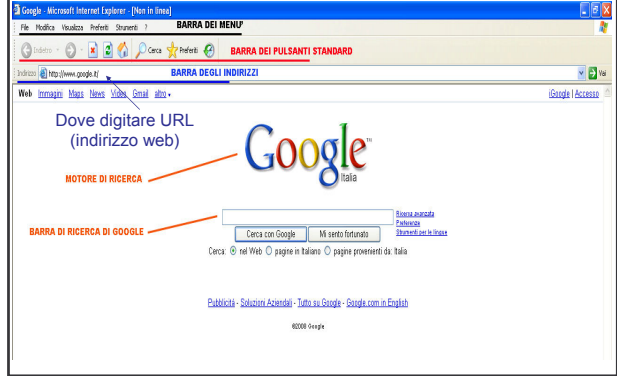 Google - Microsoft Internet Explorer - [Non in linea]
File Modifica Visualizza Preferiti Strumenti ? BARRA DEI MENU'
Indietro Cerca Preferiti BARRA DEI PULSANTI STANDARD
Indirizzo http://www.google.it/ BARRA DEGLI INDIRIZZI Vai
Web Immagini Maps News Video Gmail altro iGoogle | Accesso
Dove digitare URL
(indirizzo web)
Google™
Italia
MOTORE DI RICERCA
Ricerca avanzata
Preferenze
Strumenti per le lingue
BARRA DI RICERCA DI GOOGLE
Cerca con Google Mi sento fortunato
Cerca: nel Web pagine in Italiano pagine provenienti da: Italia
Pubblicità - Soluzioni Aziendali - Tutto su Google - Google.com in English
©2008 Google